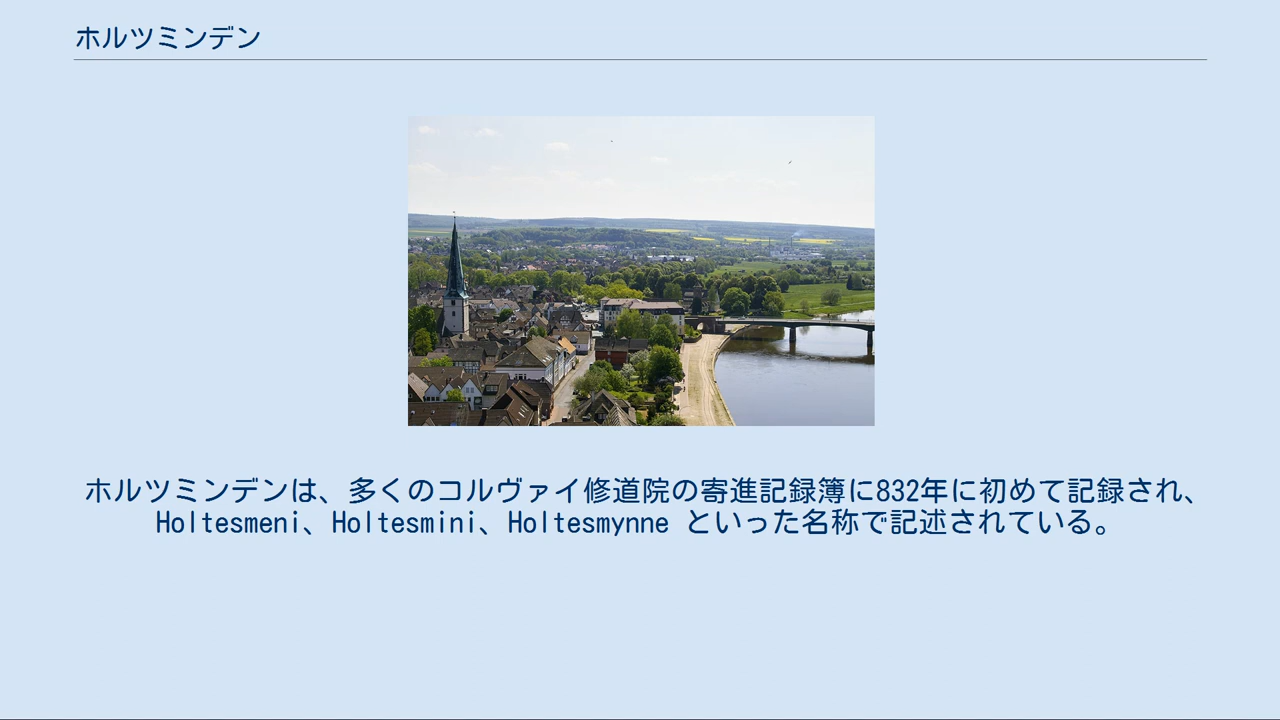 ホルツミンデン
ホルツミンデンは、多くのコルヴァイ修道院の寄進記録簿に832年に初めて記録され、
Holtesmeni、Holtesmini、Holtesmynne といった名称で記述されている。